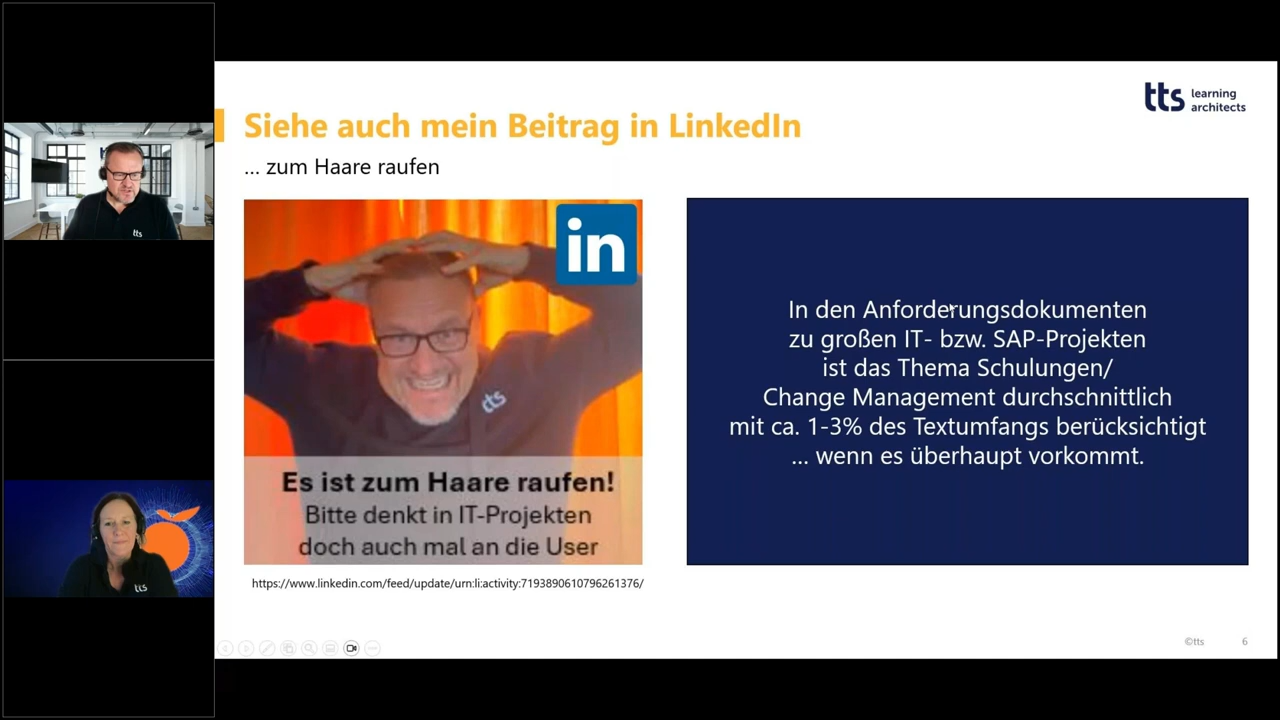 tts learning
architects
Siehe auch mein Beitrag in LinkedIn
... zum Haare raufen
in
tts
Es ist zum Haare raufen!
Bitte denkt in IT-Projekten
doch auch mal an die User
https://www.linkedin.com/feed/update/urn:li:activity:7193890610796261376/
In den Anforderungsdokumenten
zu großen IT- bzw. SAP-Projekten
ist das Thema Schulungen/
Change Management durchschnittlich
mit ca. 1-3% des Textumfangs berücksichtigt
... wenn es überhaupt vorkommt.
©tts
6
tts
tts